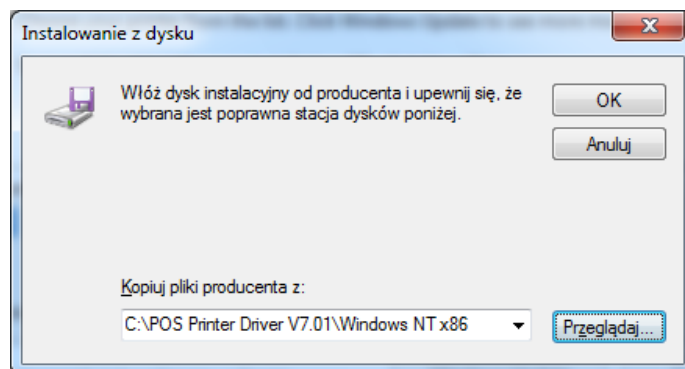 Instalowanie z dysku
Włóż dysk instalacyjny od producenta i upewnij się, że
wybrana jest poprawna stacja dysków poniżej.
OK
Anuluj
Kopiuj pliki producenta z:
C:\POS Printer Driver V7.01\Windows NT x86
Przeglądaj...